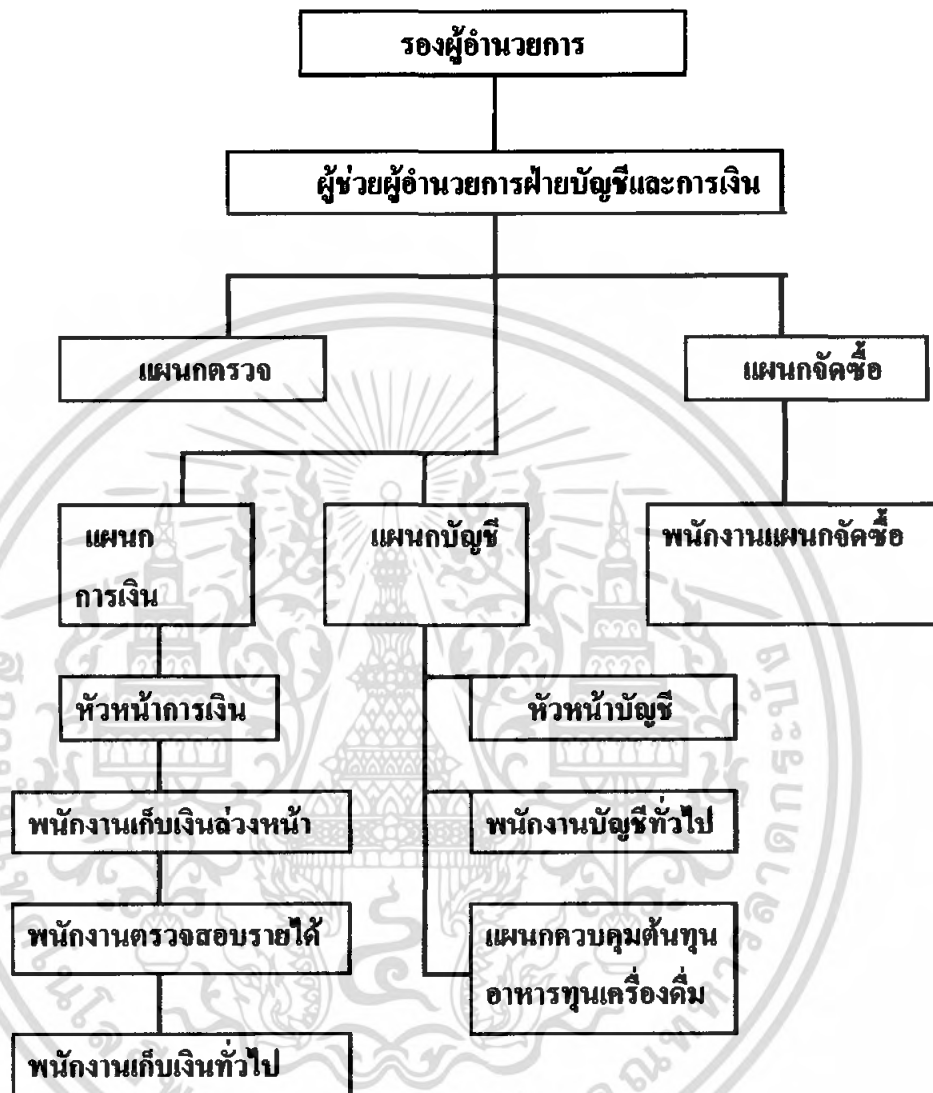 รองผู้อำนวยการ
ผู้ช่วยผู้อำนวยการฝ่ายบัญชีและการเงิน
แผนกตรวจ
แผนกจัดซื้อ
แผนก
การเงิน
แผนกบัญชี
พนักงานแผนกจัดซื้อ
หัวหน้าการเงิน
หัวหน้าบัญชี
พนักงานเก็บเงินล่วงหน้า
พนักงานบัญชีทั่วไป
พนักงานตรวจสอบรายได้
แผนกควบคุมต้นทุน
อาหารทุนเครื่องดื่ม
พนักงานเก็บเงินทั่วไป